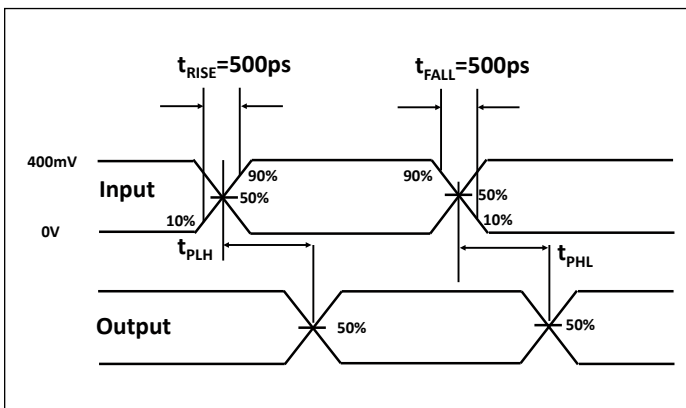 tRISE=500ps
tFALL=500ps
400mV
90%
90%
Input
50%
50%
10%
10%
0V
tPLH
tPHL
Output
50%
50%